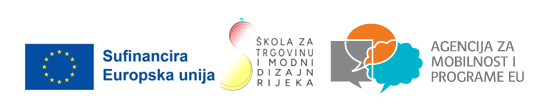 Sufinancira
Europska unija
ŠKOLA ZA
TRGOVINU
I MODNI
DIZAJN
RIJEKA
AGENCIJA ZA
MOBILNOST I
PROGRAME EU